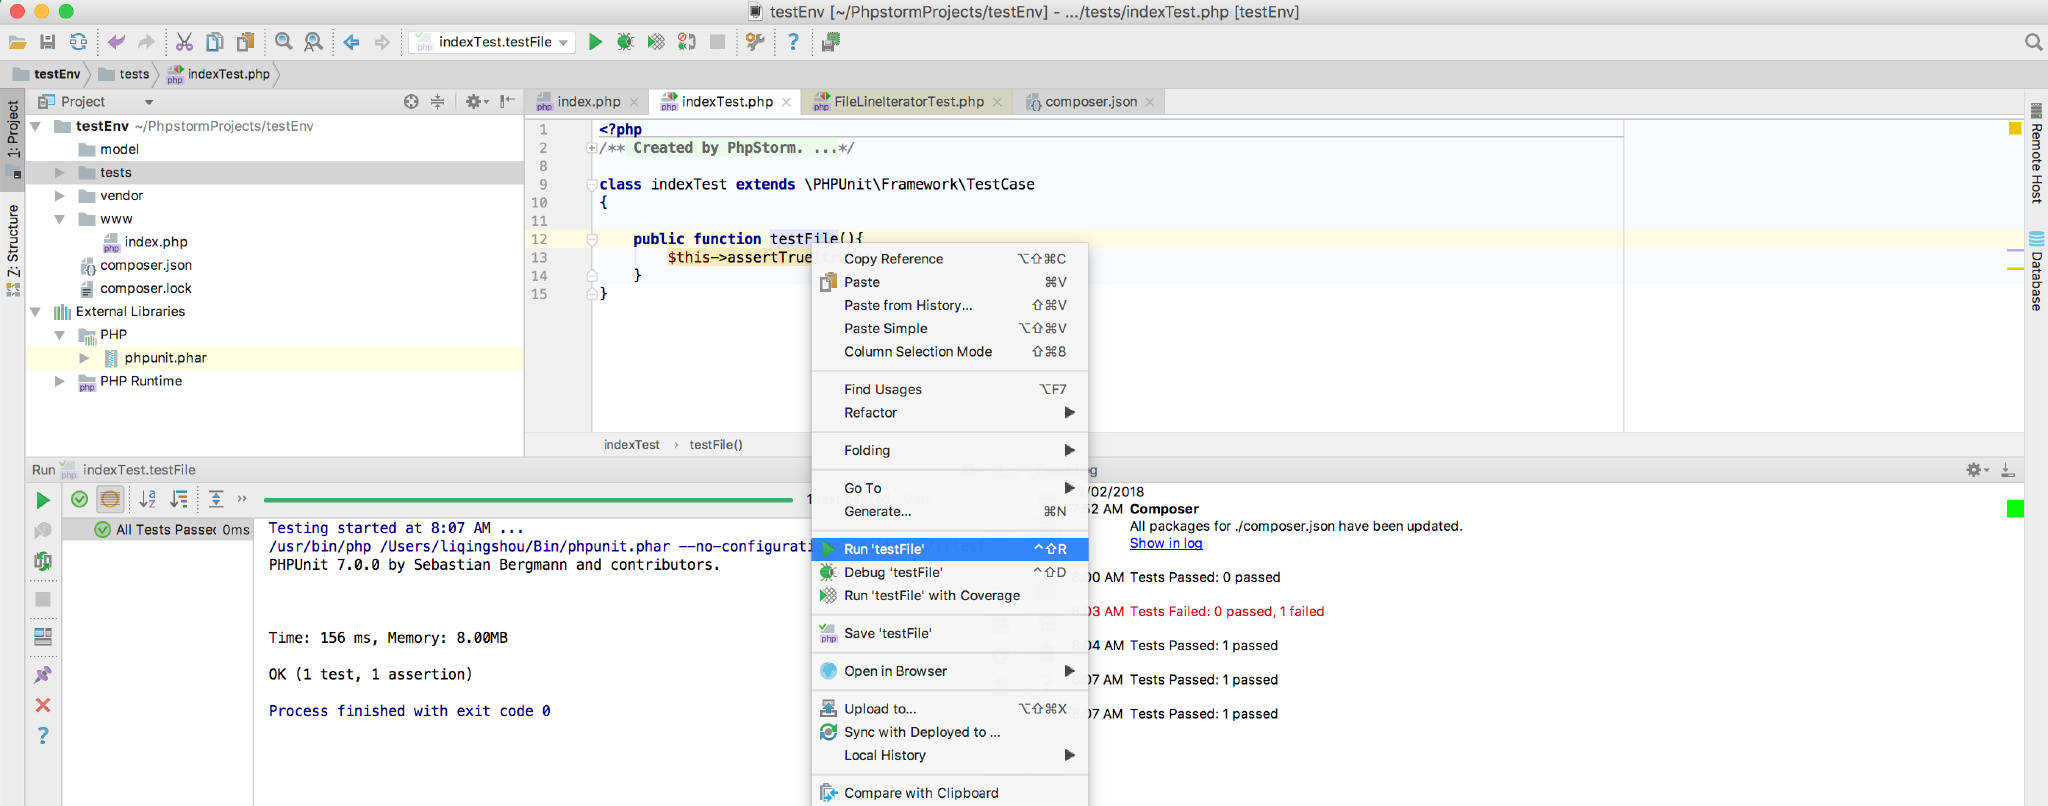 testEnv [~/PhpstormProjects/testEnv] - .../tests/indexTest.php [testEnv]
indexTest.testFile
testEnv tests indexTest.php
1: Project
Z: Structure
Project
testEnv ~/PhpstormProjects/testEnv
model
tests
vendor
www
index.php
composer.json
composer.lock
External Libraries
PHP
phpunit.phar
PHP Runtime
index.php indexTest.php FileLineIteratorTest.php composer.json
1 <?php
2 /** Created by PhpStorm. ...*/
8
9 class indexTest extends \PHPUnit\Framework\TestCase
10 {
11
12 public function testFile(){
13 $this->assertTrue
14 }
15 }
indexTest › testFile()
Remote Host
Database
Copy Reference ⌥⇧⌘C
Paste ⌘V
Paste from History... ⇧⌘V
Paste Simple ⌥⇧⌘V
Column Selection Mode ⇧⌘8
Find Usages ⌥F7
Refactor
Folding
Go To
Generate... ⌘N
Run 'testFile' ^⇧R
Debug 'testFile' ^⇧D
Run 'testFile' with Coverage
Save 'testFile'
Open in Browser
Upload to... ⌥⇧⌘X
Sync with Deployed to ...
Local History
Compare with Clipboard
Run indexTest.testFile
All Tests Passed 0ms
Testing started at 8:07 AM ...
/usr/bin/php /Users/liqingshou/Bin/phpunit.phar --no-configuration
PHPUnit 7.0.0 by Sebastian Bergmann and contributors.
Time: 156 ms, Memory: 8.00MB
OK (1 test, 1 assertion)
Process finished with exit code 0
/02/2018
52 AM Composer
All packages for ./composer.json have been updated.
Show in log
00 AM Tests Passed: 0 passed
03 AM Tests Failed: 0 passed, 1 failed
04 AM Tests Passed: 1 passed
07 AM Tests Passed: 1 passed
07 AM Tests Passed: 1 passed